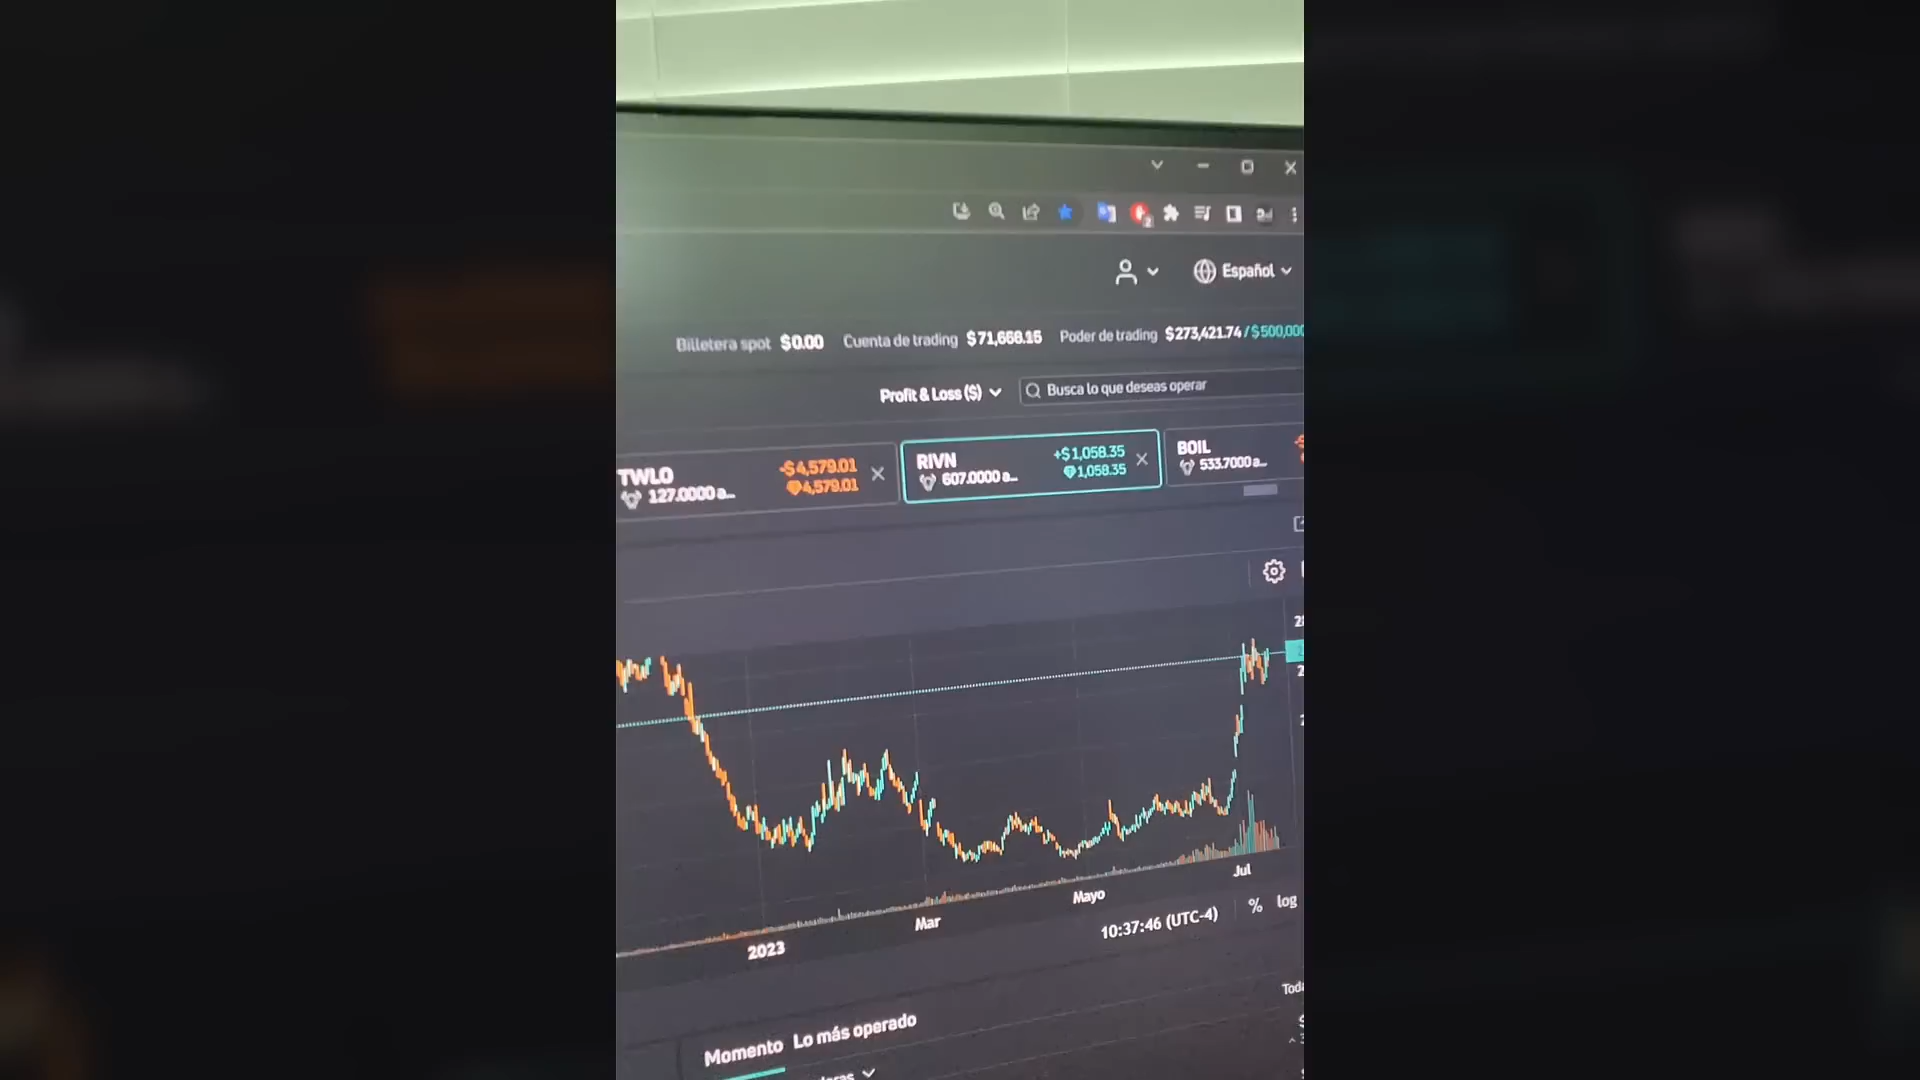 Español
Billetera spot $0.00 Cuenta de trading $71,668.15 Poder de trading $273,421.74/$500,000
Profit & Loss ($) Busca lo que deseas operar
TWLO -$4,579.01
127.0000 a... 4,579.01
RIVN +$1,058.35
607.0000 a... 1,058.35
BOIL
533.7000 a...
2023 Mar Mayo Jul
10:37:46 (UTC-4) % log
Momento Lo más operado